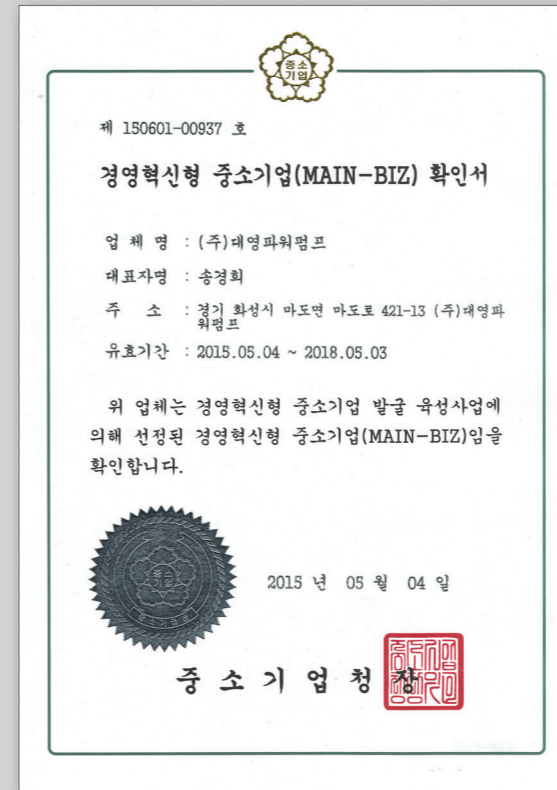 중소
기업
제 150601-00937 호
경영혁신형 중소기업(MAIN-BIZ) 확인서
업 체 명 : (주)대영파워펌프
대표자명 : 송경희
주 소 : 경기 화성시 마도면 마도로 421-13 (주)대영파
워펌프
유효기간 : 2015.05.04 ~ 2018.05.03
위 업체는 경영혁신형 중소기업 발굴 육성사업에
의해 선정된 경영혁신형 중소기업(MAIN-BIZ)임을
확인합니다.
중소
기업
2015 년 05 월 04 일
중 소 기 업 청 장